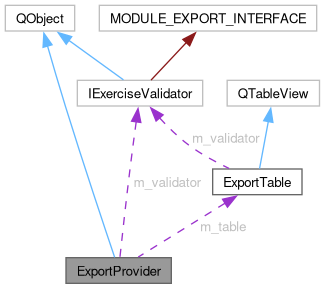 QObject
MODULE_EXPORT_INTERFACE
IExerciseValidator
QTableView
m_validator
m_validator
ExportTable
m_table
ExportProvider